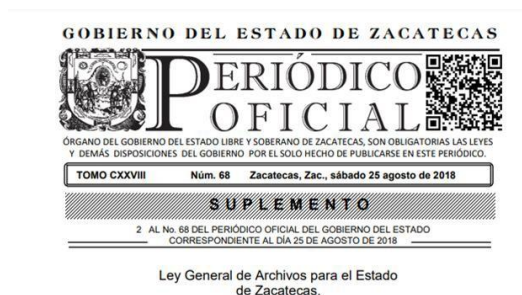 GOBIERNO DEL ESTADO DE ZACATECAS
PERIÓDICO
OFICIAL
ÓRGANO DEL GOBIERNO DEL ESTADO LIBRE Y SOBERANO DE ZACATECAS, SON OBLIGATORIAS LAS LEYES
Y DEMÁS DISPOSICIONES DEL GOBIERNO POR EL SOLO HECHO DE PUBLICARSE EN ESTE PERIÓDICO.
TOMO CXXVIII Núm. 68 Zacatecas, Zac., sábado 25 agosto de 2018
SUPLEMENTO
2 AL No. 68 DEL PERIÓDICO OFICIAL DEL GOBIERNO DEL ESTADO
CORRESPONDIENTE AL DÍA 25 DE AGOSTO DE 2018
Ley General de Archivos para el Estado
de Zacatecas.